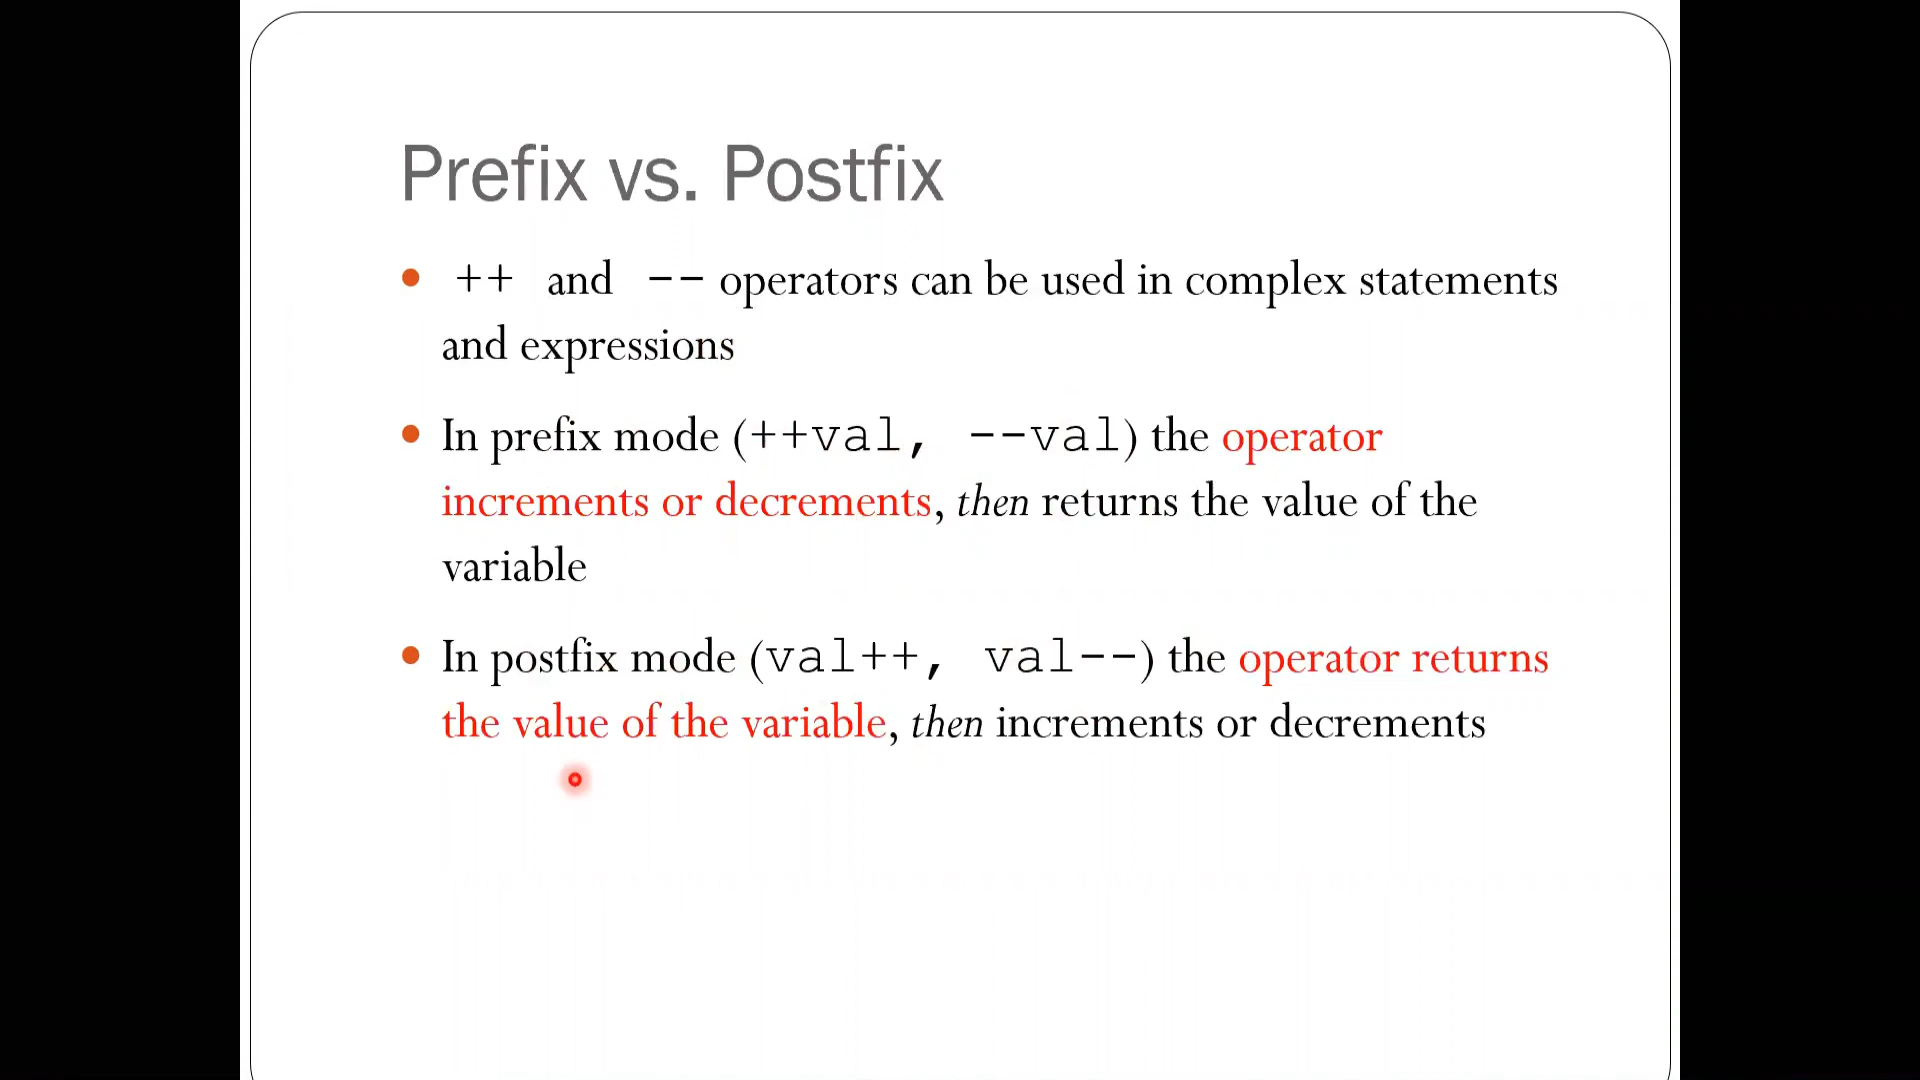 Prefix vs. Postfix
++ and -- operators can be used in complex statements
and expressions
In prefix mode (++val, --val) the operator
increments or decrements, then returns the value of the
variable
In postfix mode (val++, val--) the operator returns
the value of the variable, then increments or decrements